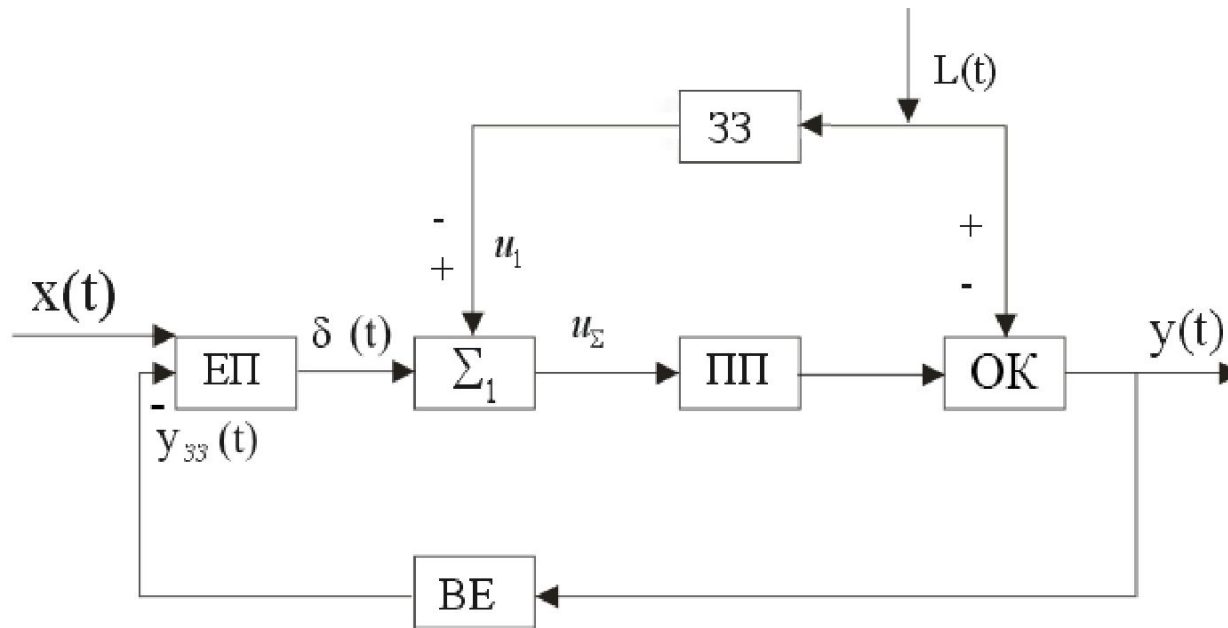 L(t)
ЗЗ
-
+
u₁
+
-
x(t)
ЕП
δ (t)
Σ₁
u_Σ
ПП
ОК
y(t)
-
y_зз(t)
ВЕ